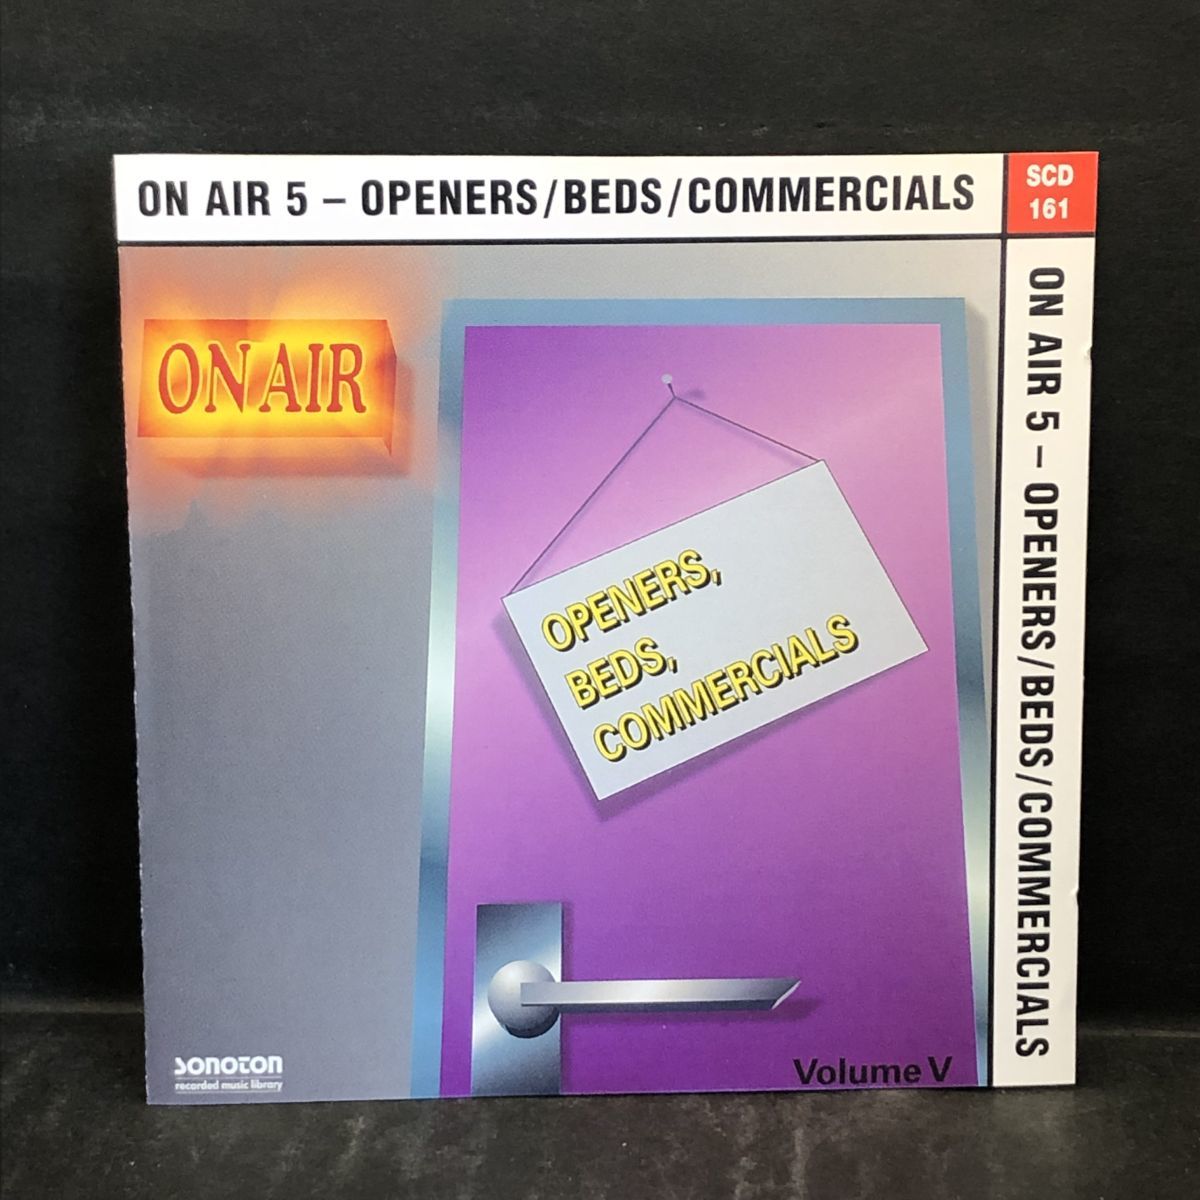 ON AIR 5 – OPENERS/BEDS/COMMERCIALS
SCD
161
ON AIR
OPENERS,
BEDS,
COMMERCIALS
ON AIR 5 – OPENERS/BEDS/COMMERCIALS
sonoton
recorded music library
Volume V